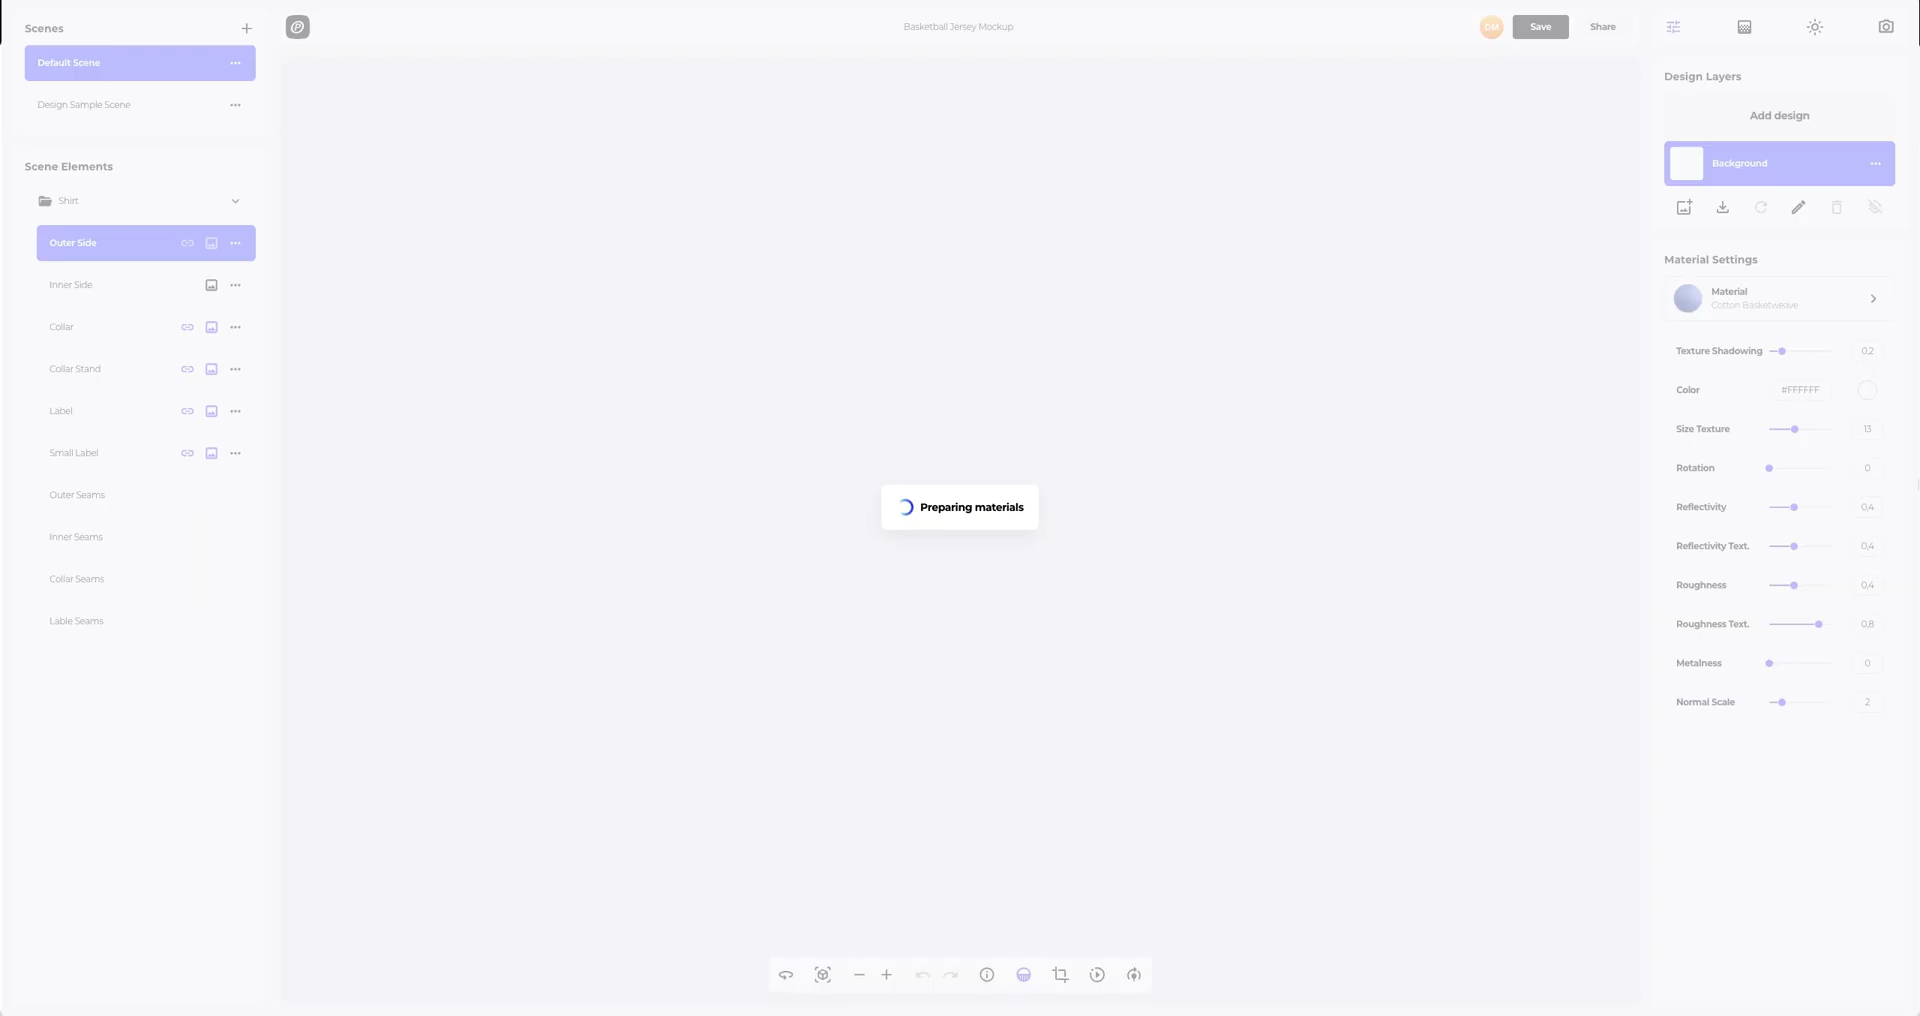 Scenes
Default Scene
Design Sample Scene
Scene Elements
Shirt
Outer Side
Inner Side
Collar
Collar Stand
Label
Small Label
Outer Seams
Inner Seams
Collar Seams
Lable Seams
Basketball Jersey Mockup
DM
Save
Share
Preparing materials
Design Layers
Add design
Background
Material Settings
Material
Cotton Basketweave
Texture Shadowing 0,2
Color #FFFFFF
Size Texture 13
Rotation 0
Reflectivity 0,4
Reflectivity Text. 0,4
Roughness 0,4
Roughness Text. 0,8
Metalness 0
Normal Scale 2